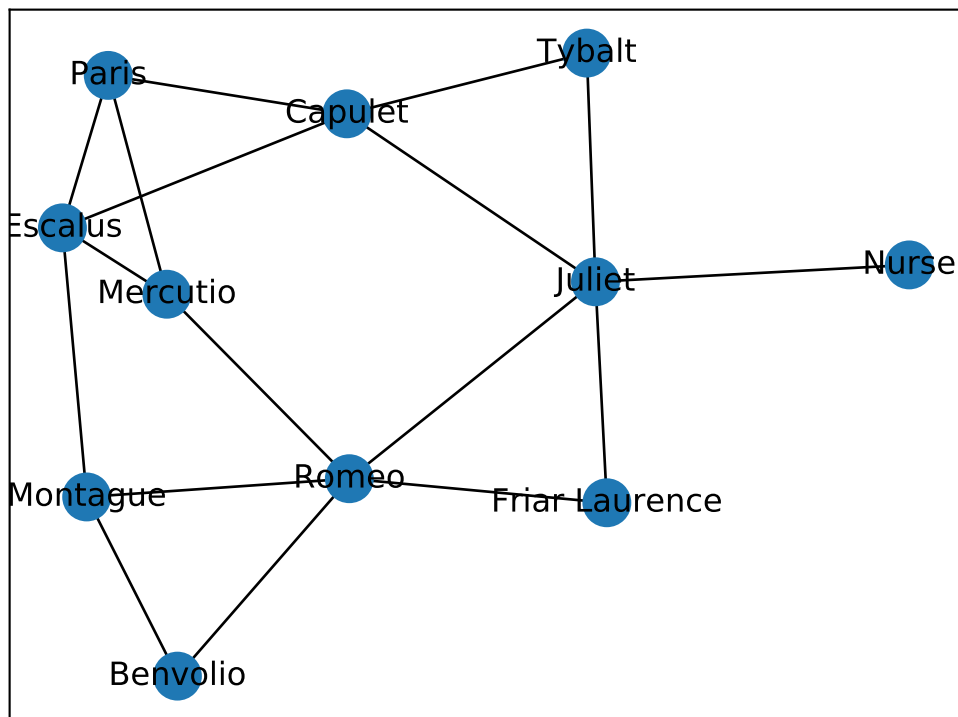 Tybalt
Paris
Capulet
Escalus
Nurse
Juliet
Mercutio
Romeo
Montague
Friar Laurence
Benvolio